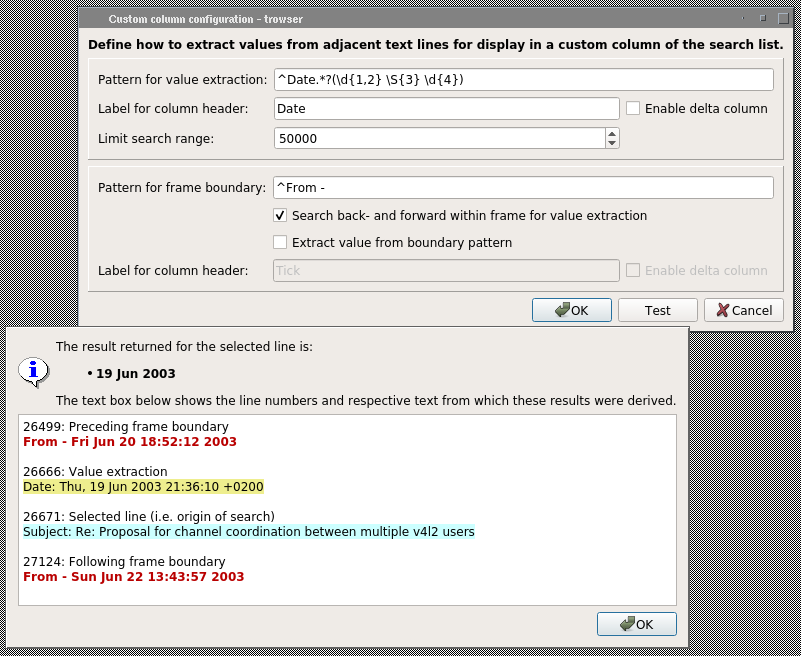 Custom column configuration - trowser
Define how to extract values from adjacent text lines for display in a custom column of the search list.
Pattern for value extraction: ^Date.*?(\d{1,2} \S{3} \d{4})
Label for column header: Date Enable delta column
Limit search range: 50000
Pattern for frame boundary: ^From -
Search back- and forward within frame for value extraction
Extract value from boundary pattern
Label for column header: Tick Enable delta column
OK Test Cancel
The result returned for the selected line is:
• 19 Jun 2003
The text box below shows the line numbers and respective text from which these results were derived.
26499: Preceding frame boundary
From - Fri Jun 20 18:52:12 2003
26666: Value extraction
Date: Thu, 19 Jun 2003 21:36:10 +0200
26671: Selected line (i.e. origin of search)
Subject: Re: Proposal for channel coordination between multiple v4l2 users
27124: Following frame boundary
From - Sun Jun 22 13:43:57 2003
OK